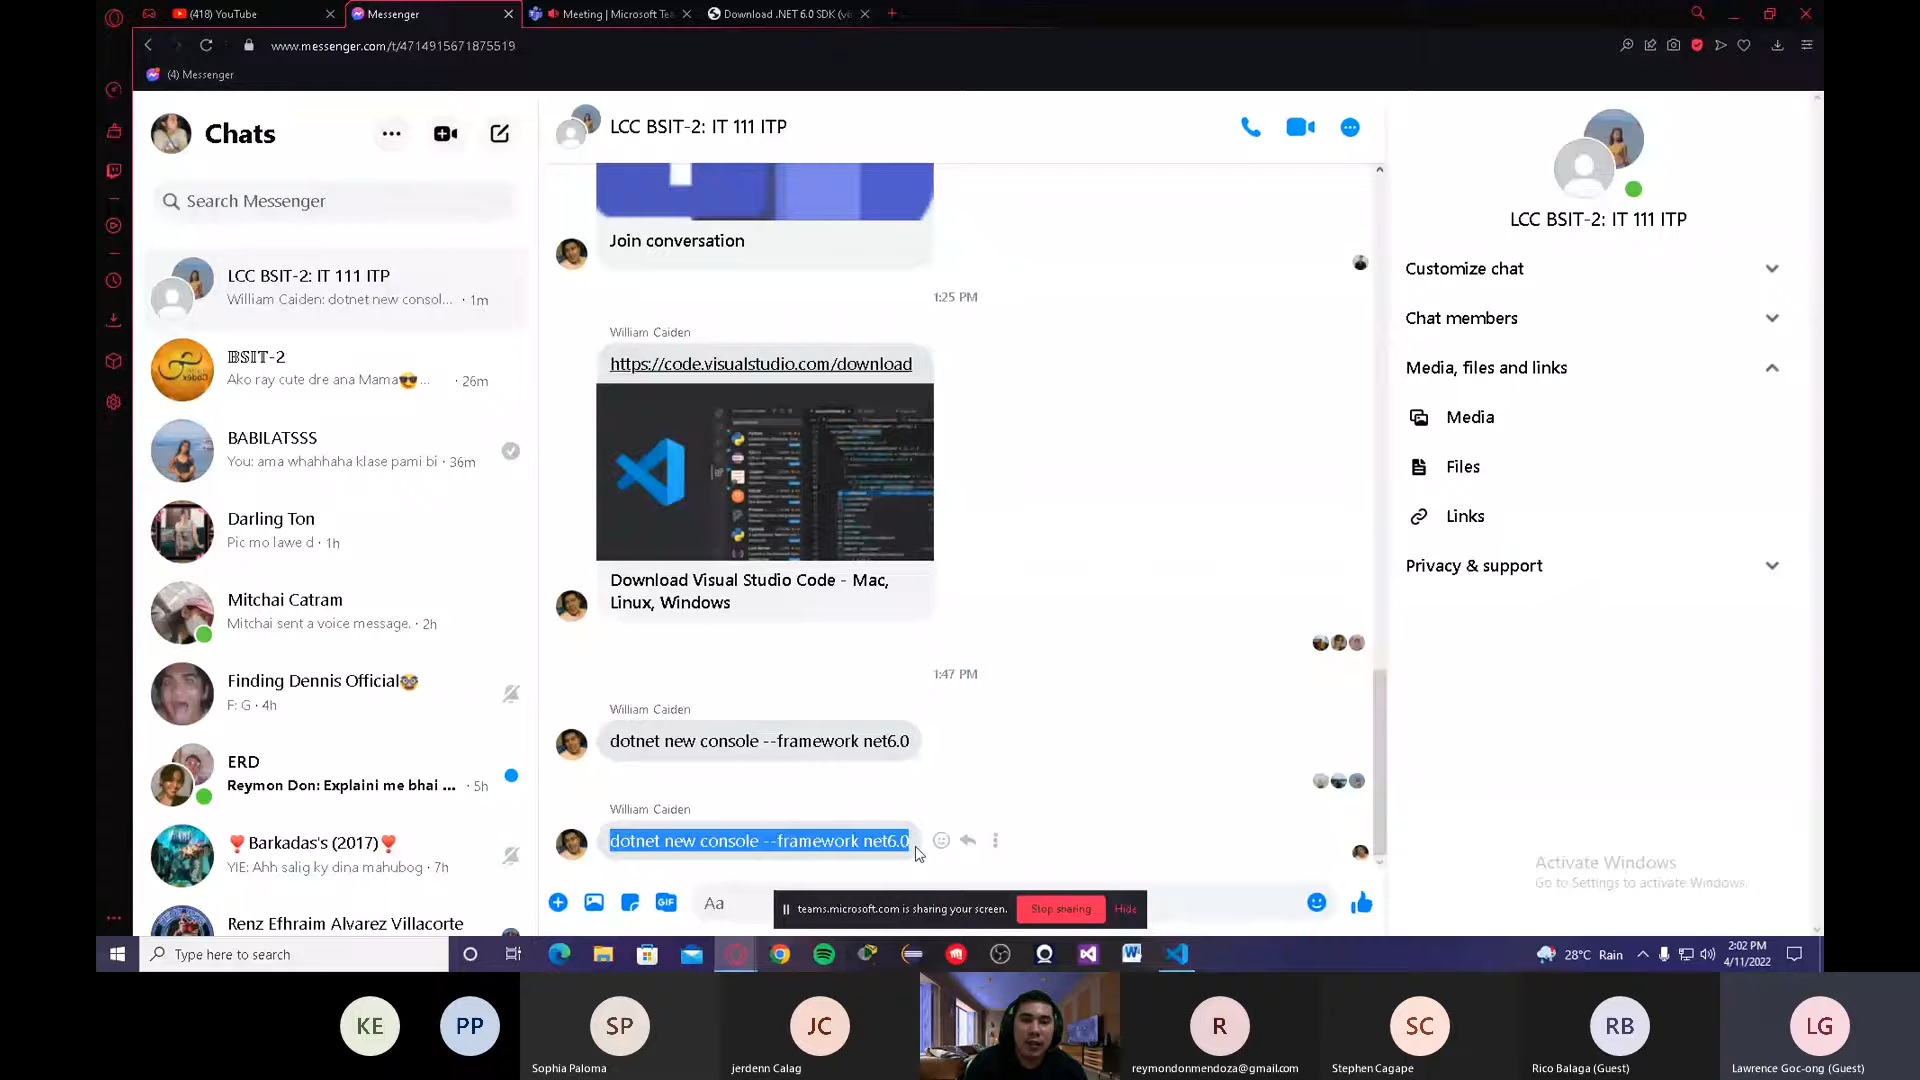 (418) YouTube
Messenger
Meeting | Microsoft Te
Download .NET 6.0 SDK (v
www.messenger.com/t/4714915671875519
(4) Messenger
Chats
Search Messenger
LCC BSIT-2: IT 111 ITP
William Caiden: dotnet new consol... · 1m
𝔹SIT-2
Ako ray cute dre ana Mama😎... · 26m
BABILATSSS
You: ama whahhaha klase pami bi · 36m
Darling Ton
Pic mo lawe d · 1h
Mitchai Catram
Mitchai sent a voice message. · 2h
Finding Dennis Official🥸
F: G · 4h
ERD
Reymon Don: Explaini me bhai ... · 5h
❣️Barkadas's (2017)❣️
YIE: Ahh salig ky dina mahubog · 7h
Renz Efhraim Alvarez Villacorte
LCC BSIT-2: IT 111 ITP
Join conversation
1:25 PM
William Caiden
https://code.visualstudio.com/download
Download Visual Studio Code - Mac,
Linux, Windows
1:47 PM
William Caiden
dotnet new console --framework net6.0
William Caiden
dotnet new console --framework net6.0
GIF
Aa
teams.microsoft.com is sharing your screen.
Stop sharing
Hide
LCC BSIT-2: IT 111 ITP
Customize chat
Chat members
Media, files and links
Media
Files
Links
Privacy & support
Activate Windows
Go to Settings to activate Windows.
Type here to search
28°C Rain
2:02 PM
4/11/2022
KE
PP
SP
Sophia Paloma
JC
jerdenn Calag
R
reymondonmendoza@gmail.com
SC
Stephen Cagape
RB
Rico Balaga (Guest)
LG
Lawrence Goc-ong (Guest)